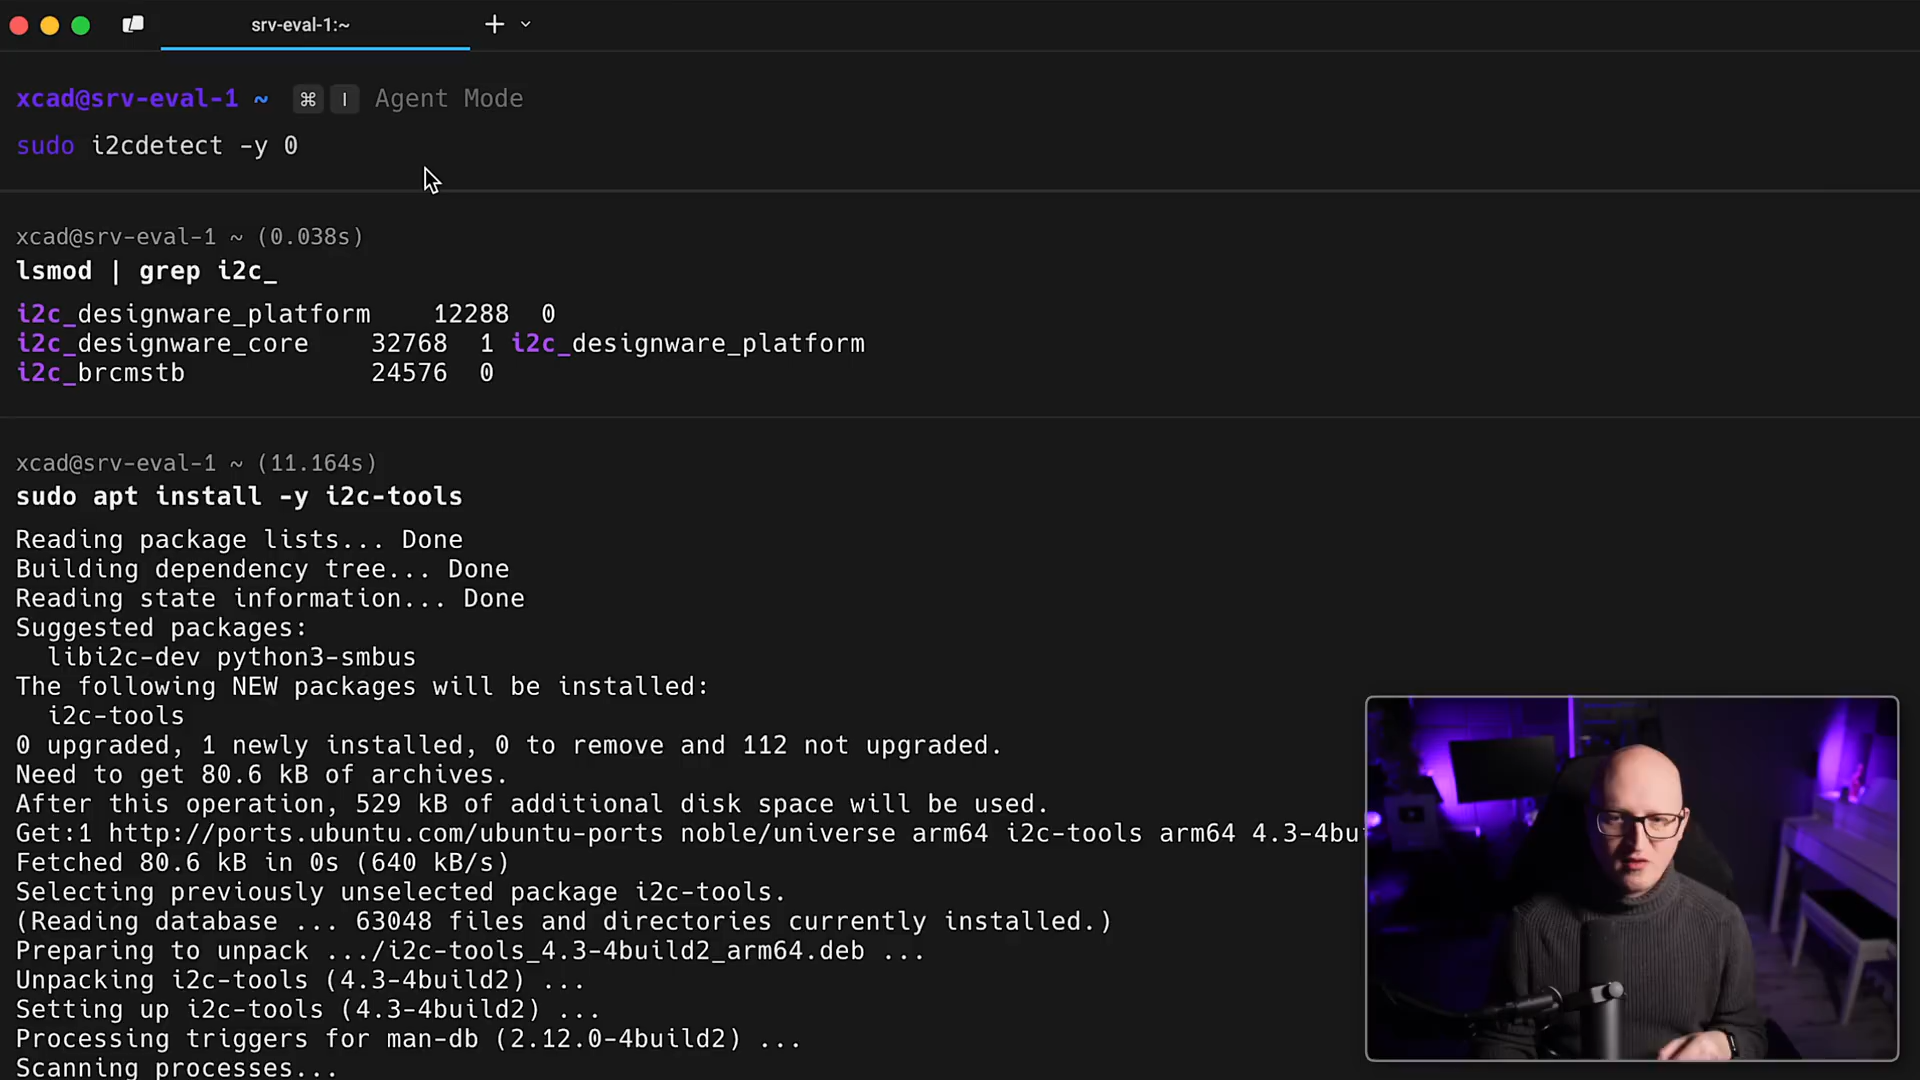 srv-eval-1:~
xcad@srv-eval-1 ~ ⌘ I Agent Mode
sudo i2cdetect -y 0
xcad@srv-eval-1 ~ (0.038s)
lsmod | grep i2c_
i2c_designware_platform    12288  0
i2c_designware_core    32768  1 i2c_designware_platform
i2c_brcmstb            24576  0
xcad@srv-eval-1 ~ (11.164s)
sudo apt install -y i2c-tools
Reading package lists... Done
Building dependency tree... Done
Reading state information... Done
Suggested packages:
  libi2c-dev python3-smbus
The following NEW packages will be installed:
  i2c-tools
0 upgraded, 1 newly installed, 0 to remove and 112 not upgraded.
Need to get 80.6 kB of archives.
After this operation, 529 kB of additional disk space will be used.
Get:1 http://ports.ubuntu.com/ubuntu-ports noble/universe arm64 i2c-tools arm64 4.3-4bu
Fetched 80.6 kB in 0s (640 kB/s)
Selecting previously unselected package i2c-tools.
(Reading database ... 63048 files and directories currently installed.)
Preparing to unpack .../i2c-tools_4.3-4build2_arm64.deb ...
Unpacking i2c-tools (4.3-4build2) ...
Setting up i2c-tools (4.3-4build2) ...
Processing triggers for man-db (2.12.0-4build2) ...
Scanning processes...